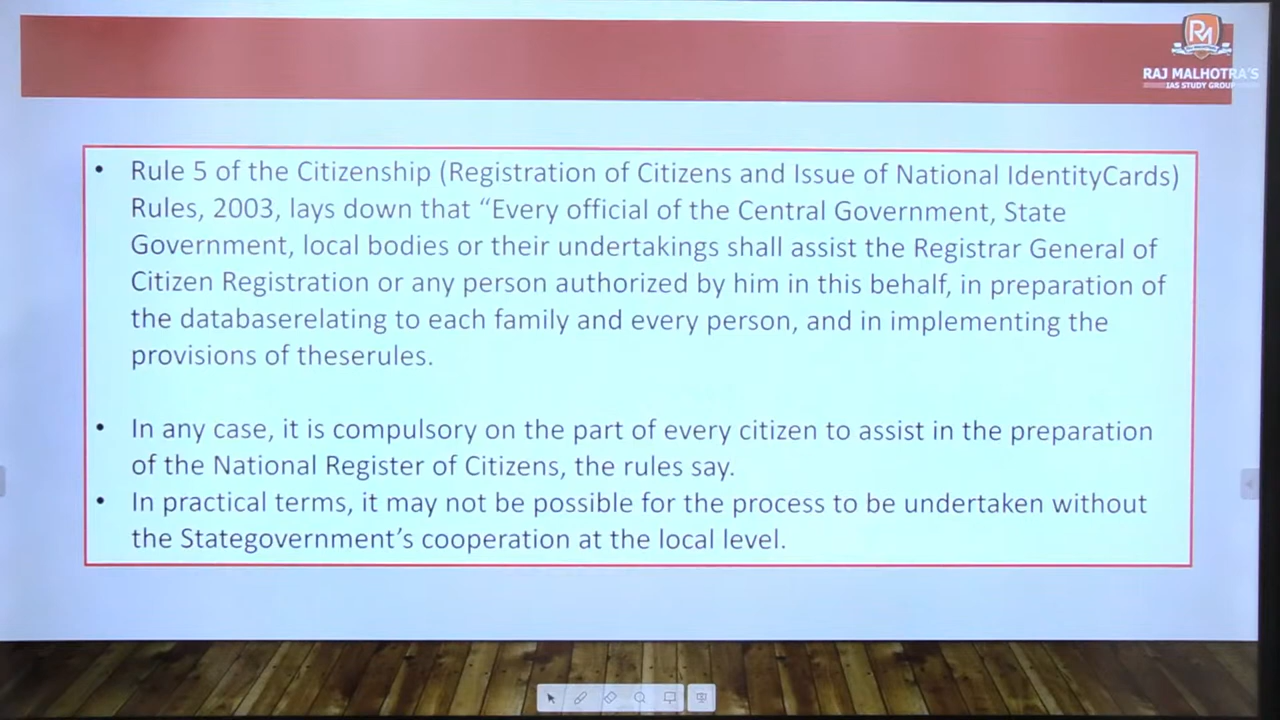 RM
RAJ MALHOTRA'S
IAS STUDY GROUP
• Rule 5 of the Citizenship (Registration of Citizens and Issue of National IdentityCards)
Rules, 2003, lays down that “Every official of the Central Government, State
Government, local bodies or their undertakings shall assist the Registrar General of
Citizen Registration or any person authorized by him in this behalf, in preparation of
the databaserelating to each family and every person, and in implementing the
provisions of theserules.
• In any case, it is compulsory on the part of every citizen to assist in the preparation
of the National Register of Citizens, the rules say.
• In practical terms, it may not be possible for the process to be undertaken without
the Stategovernment’s cooperation at the local level.